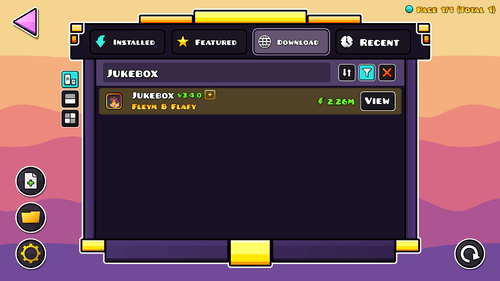 Page 1/1 (Total 1)
Installed
Featured
Download
Recent
Jukebox
Jukebox v3.4.0
2.26M
View
Fleym & Flafy